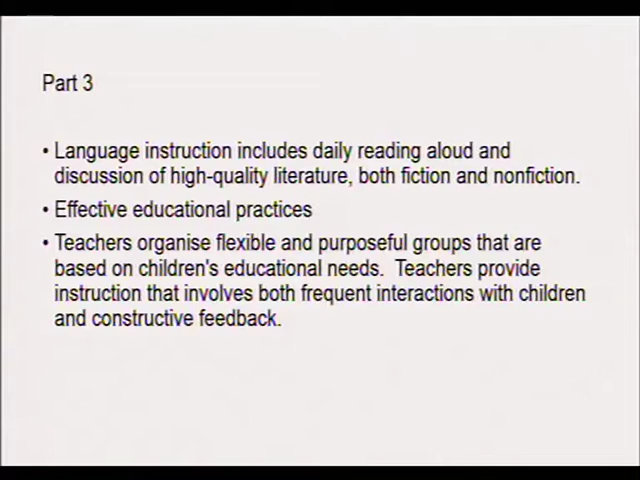 Part 3
• Language instruction includes daily reading aloud and
discussion of high-quality literature, both fiction and nonfiction.
• Effective educational practices
• Teachers organise flexible and purposeful groups that are
based on children's educational needs.  Teachers provide
instruction that involves both frequent interactions with children
and constructive feedback.